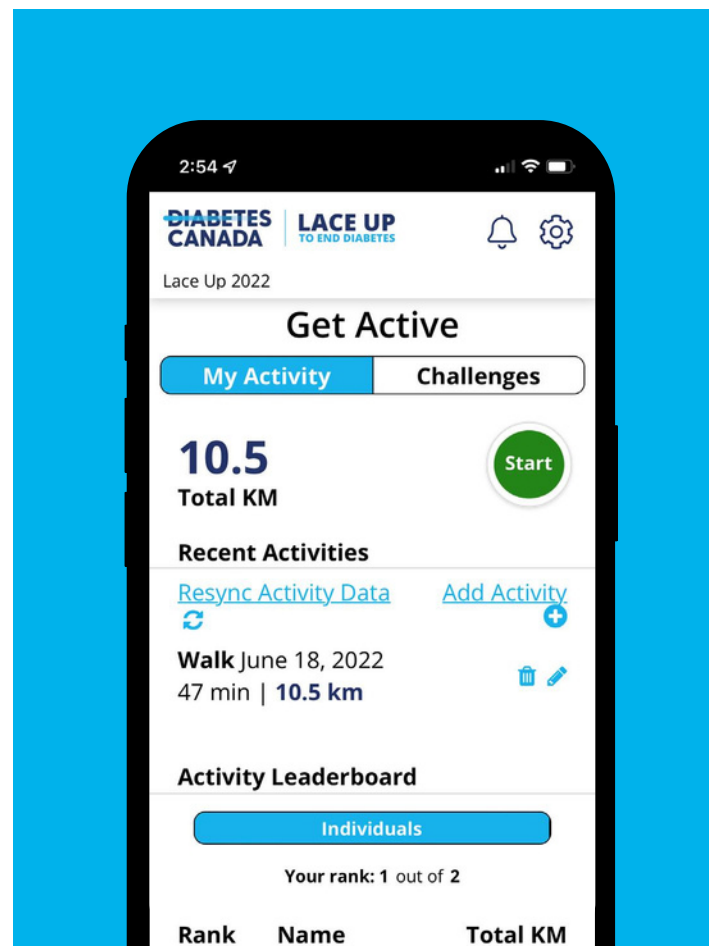 2:54
DIABETES CANADA
LACE UP
TO END DIABETES
Lace Up 2022
Get Active
My Activity Challenges
10.5
Total KM
Start
Recent Activities
Resync Activity Data Add Activity
Walk June 18, 2022
47 min | 10.5 km
Activity Leaderboard
Individuals
Your rank: 1 out of 2
Rank Name Total KM